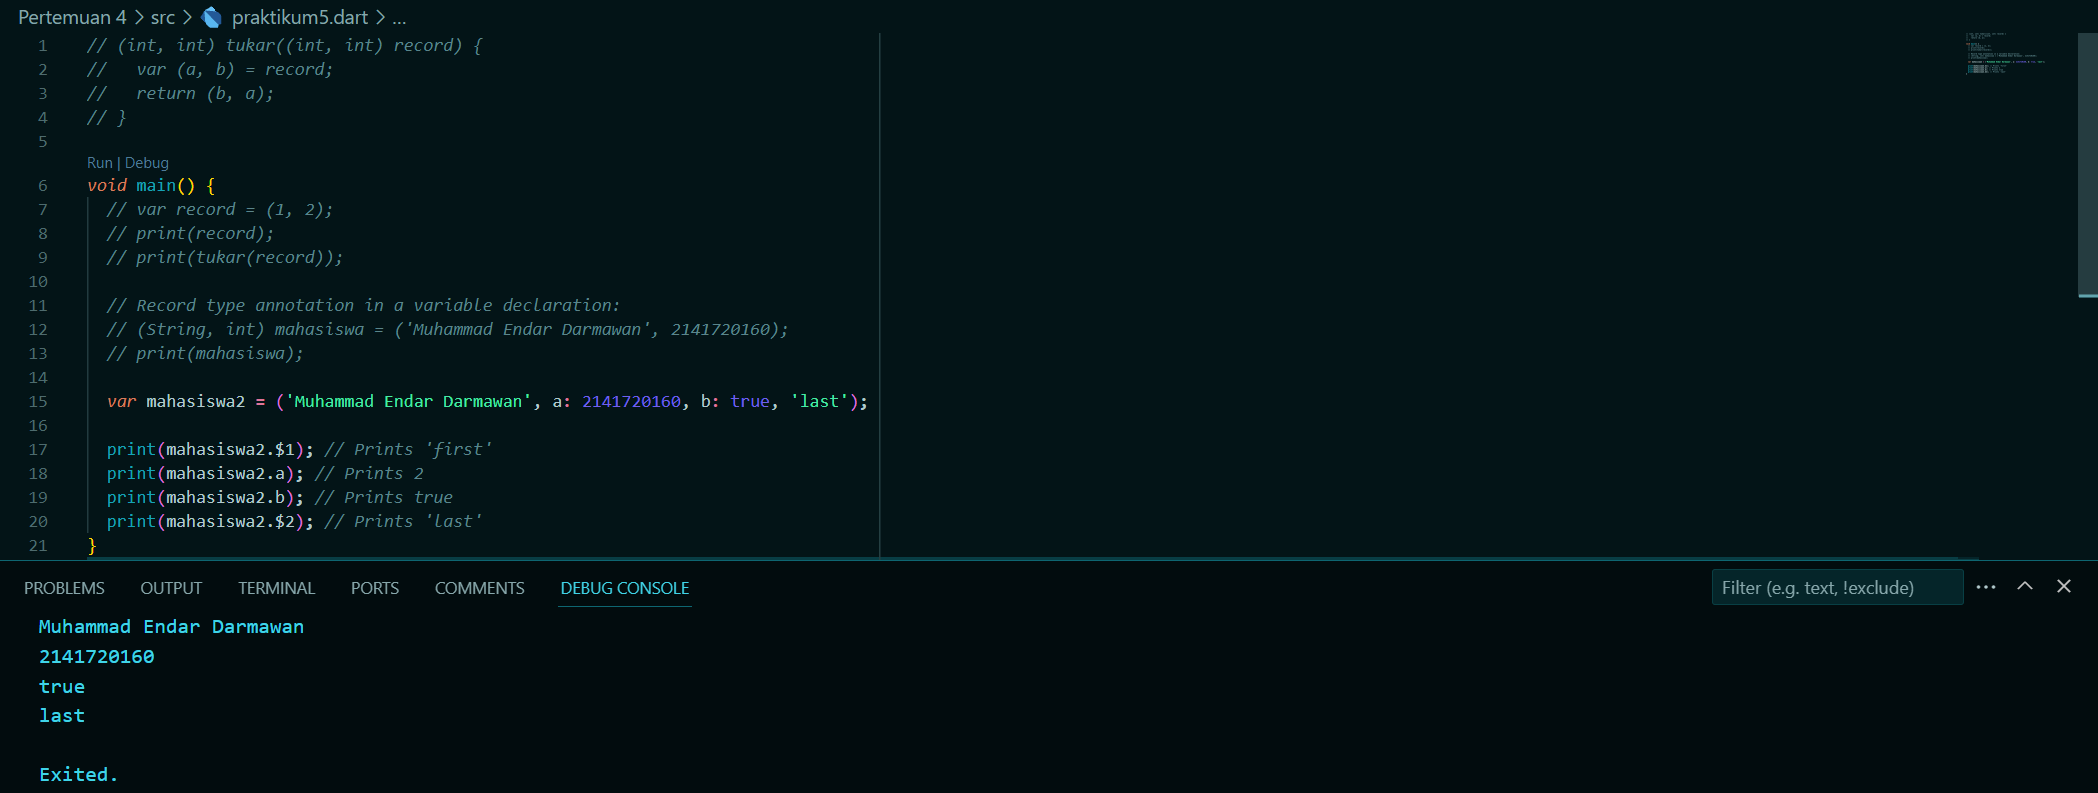 Pertemuan 4 > src > praktikum5.dart > ...
1 // (int, int) tukar((int, int) record) {
2 //   var (a, b) = record;
3 //   return (b, a);
4 // }
5
Run | Debug
6 void main() {
7   // var record = (1, 2);
8   // print(record);
9   // print(tukar(record));
10
11   // Record type annotation in a variable declaration:
12   // (String, int) mahasiswa = ('Muhammad Endar Darmawan', 2141720160);
13   // print(mahasiswa);
14
15   var mahasiswa2 = ('Muhammad Endar Darmawan', a: 2141720160, b: true, 'last');
16
17   print(mahasiswa2.$1); // Prints 'first'
18   print(mahasiswa2.a); // Prints 2
19   print(mahasiswa2.b); // Prints true
20   print(mahasiswa2.$2); // Prints 'last'
21 }
PROBLEMS OUTPUT TERMINAL PORTS COMMENTS DEBUG CONSOLE Filter (e.g. text, !exclude)
Muhammad Endar Darmawan
2141720160
true
last
Exited.